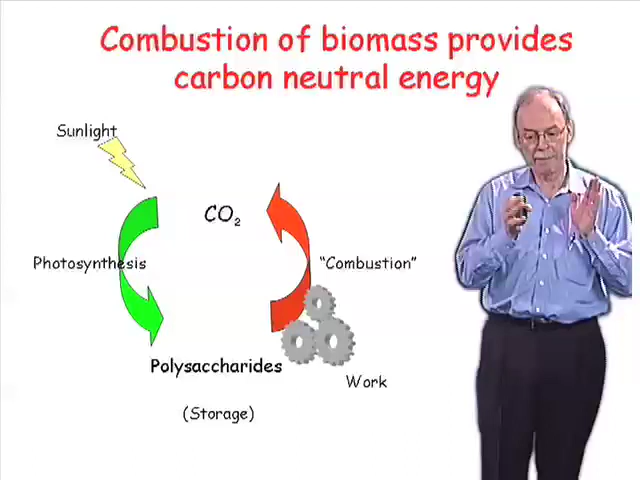 Combustion of biomass provides
carbon neutral energy
Sunlight
CO₂
Photosynthesis
"Combustion"
Polysaccharides
Work
(Storage)